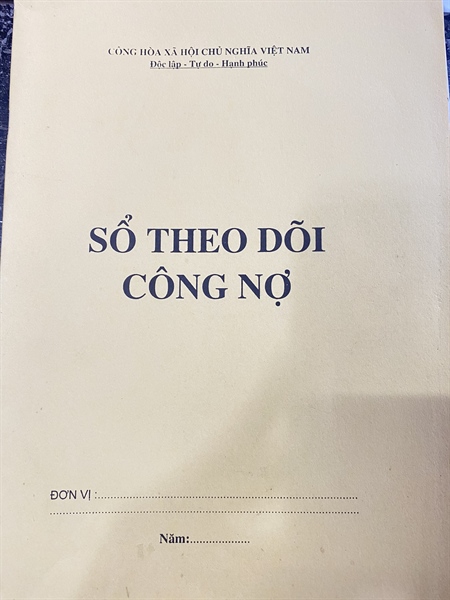 CỘNG HÒA XÃ HỘI CHỦ NGHĨA VIỆT NAM
Độc lập - Tự do - Hạnh phúc
SỔ THEO DÕI
CÔNG NỢ
ĐƠN VỊ :................................................................
................................................................................
Năm:...................